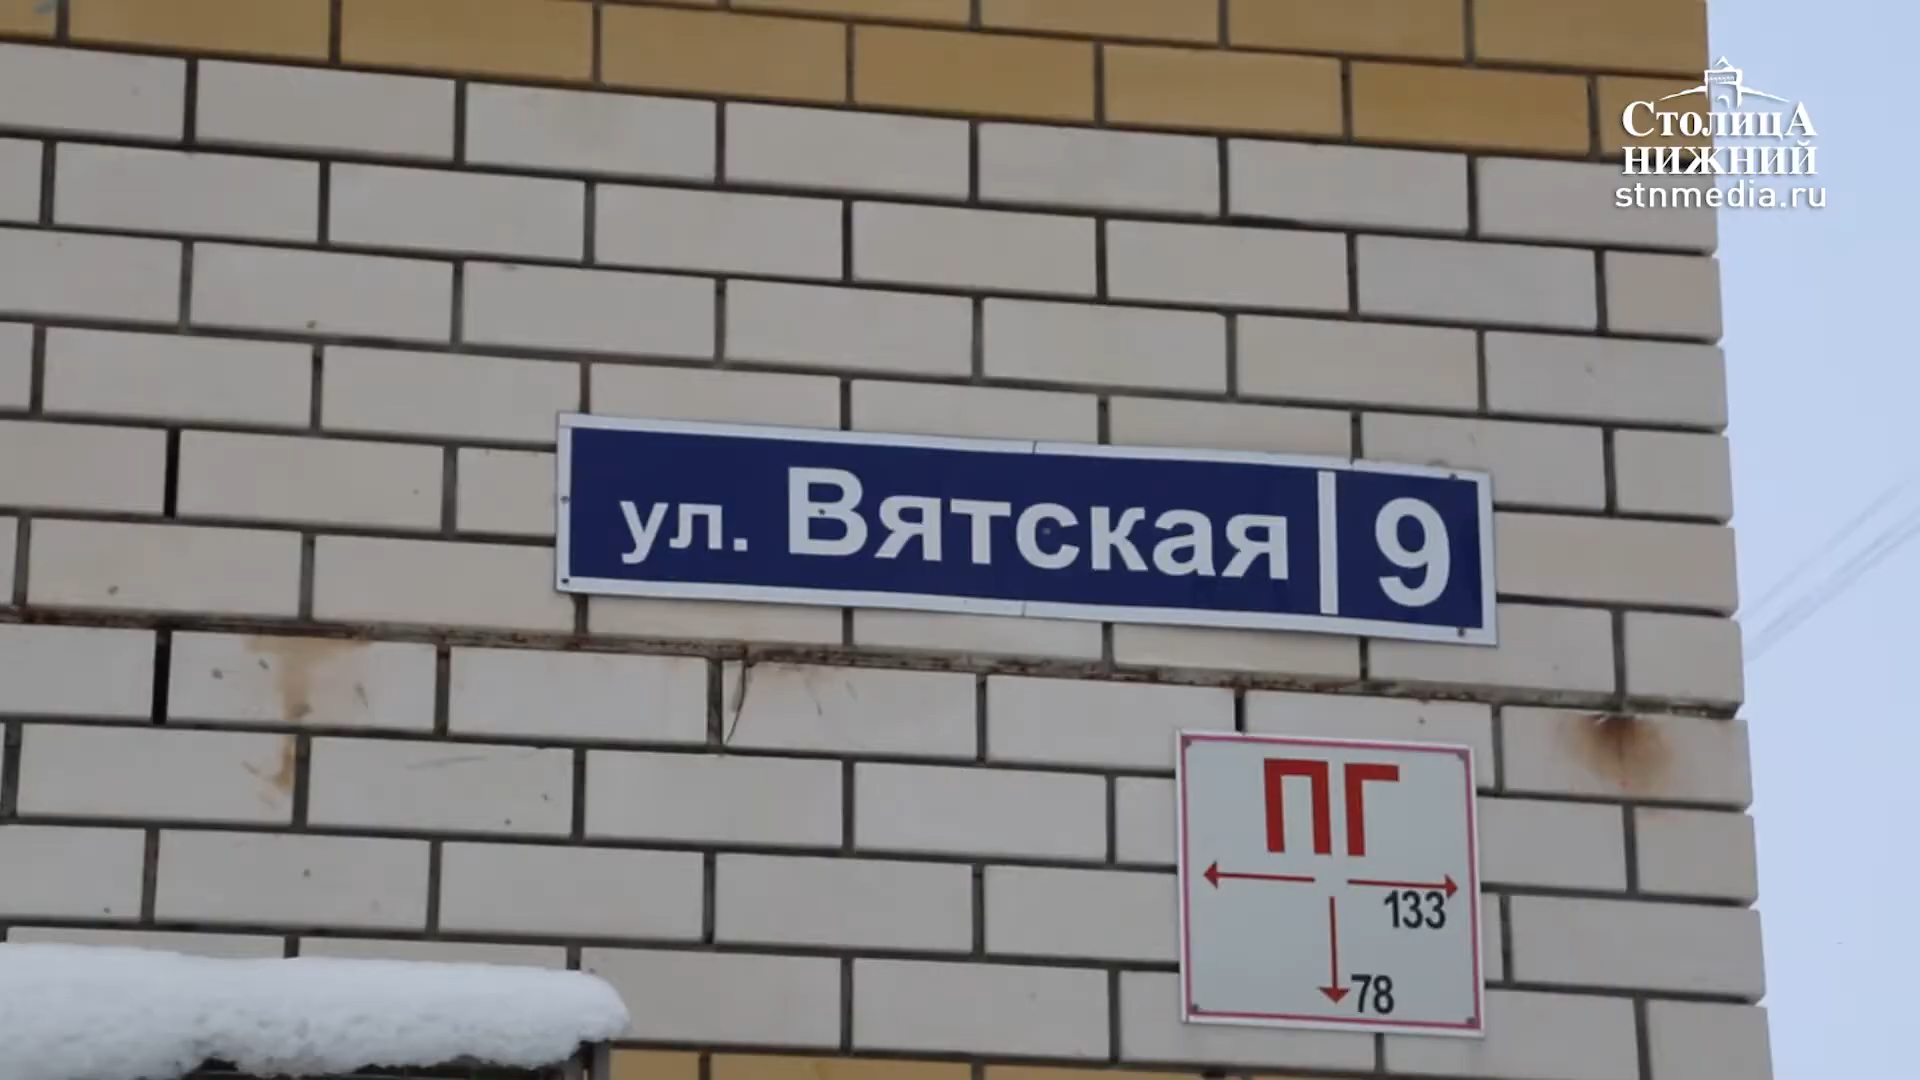 СтолицА
НИЖНИЙ
stnmedia.ru
ул. Вятская 9
ПГ
133
78